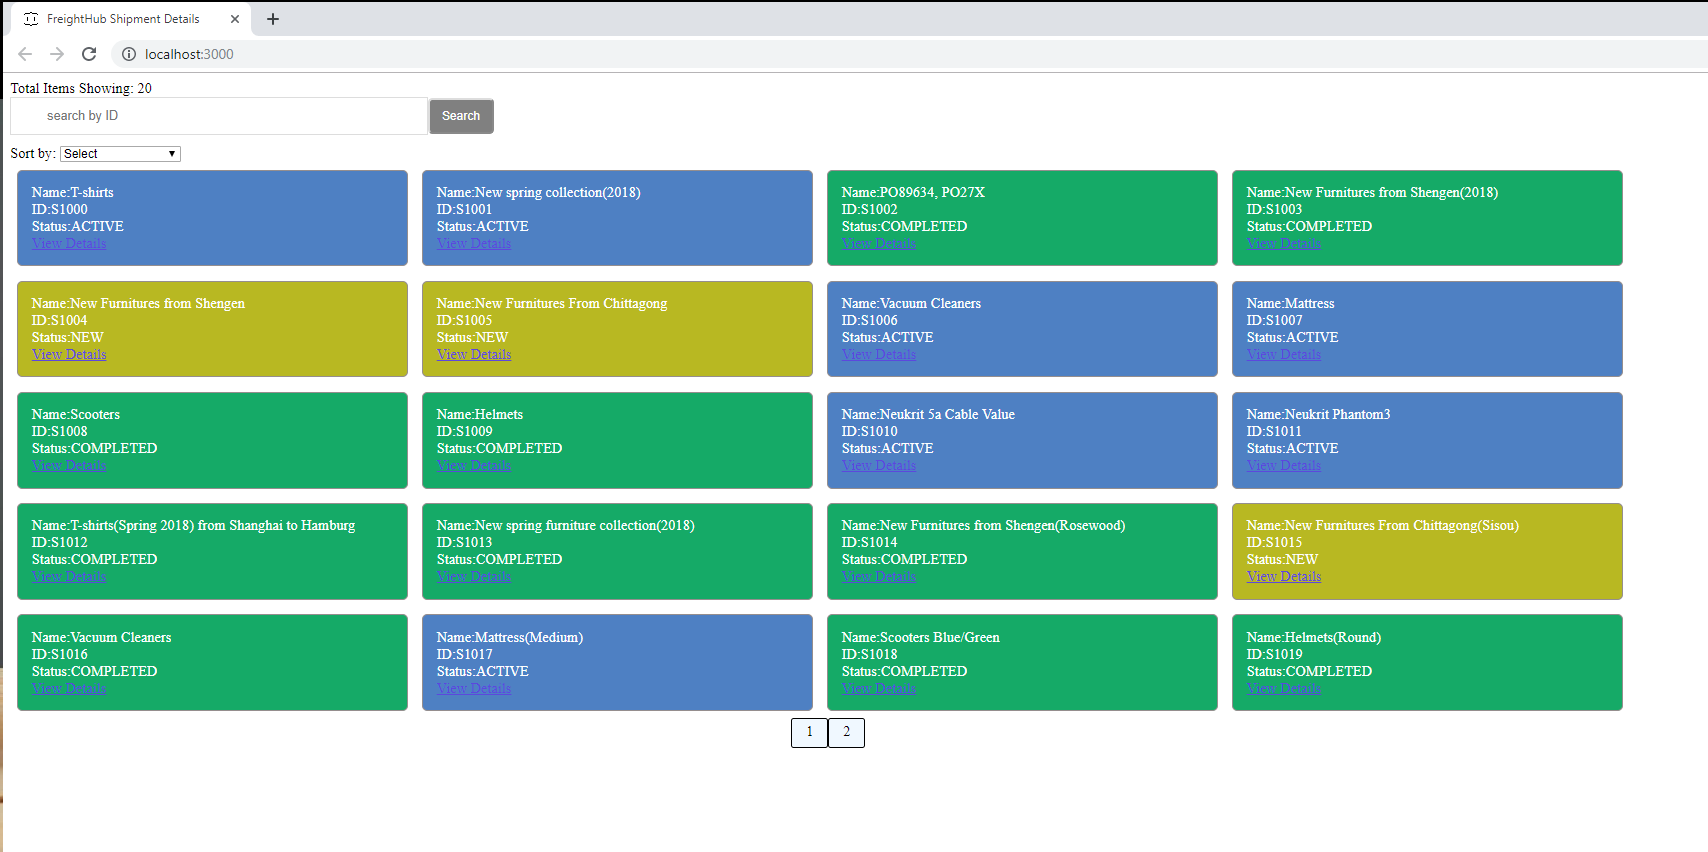 FreightHub Shipment Details
localhost:3000
Total Items Showing: 20
search by ID
Search
Sort by: Select
Name:T-shirts
ID:S1000
Status:ACTIVE
View Details
Name:New spring collection(2018)
ID:S1001
Status:ACTIVE
View Details
Name:PO89634, PO27X
ID:S1002
Status:COMPLETED
View Details
Name:New Furnitures from Shengen(2018)
ID:S1003
Status:COMPLETED
View Details
Name:New Furnitures from Shengen
ID:S1004
Status:NEW
View Details
Name:New Furnitures From Chittagong
ID:S1005
Status:NEW
View Details
Name:Vacuum Cleaners
ID:S1006
Status:ACTIVE
View Details
Name:Mattress
ID:S1007
Status:ACTIVE
View Details
Name:Scooters
ID:S1008
Status:COMPLETED
View Details
Name:Helmets
ID:S1009
Status:COMPLETED
View Details
Name:Neukrit 5a Cable Value
ID:S1010
Status:ACTIVE
View Details
Name:Neukrit Phantom3
ID:S1011
Status:ACTIVE
View Details
Name:T-shirts(Spring 2018) from Shanghai to Hamburg
ID:S1012
Status:COMPLETED
View Details
Name:New spring furniture collection(2018)
ID:S1013
Status:COMPLETED
View Details
Name:New Furnitures from Shengen(Rosewood)
ID:S1014
Status:COMPLETED
View Details
Name:New Furnitures From Chittagong(Sisou)
ID:S1015
Status:NEW
View Details
Name:Vacuum Cleaners
ID:S1016
Status:COMPLETED
View Details
Name:Mattress(Medium)
ID:S1017
Status:ACTIVE
View Details
Name:Scooters Blue/Green
ID:S1018
Status:COMPLETED
View Details
Name:Helmets(Round)
ID:S1019
Status:COMPLETED
View Details
1 2